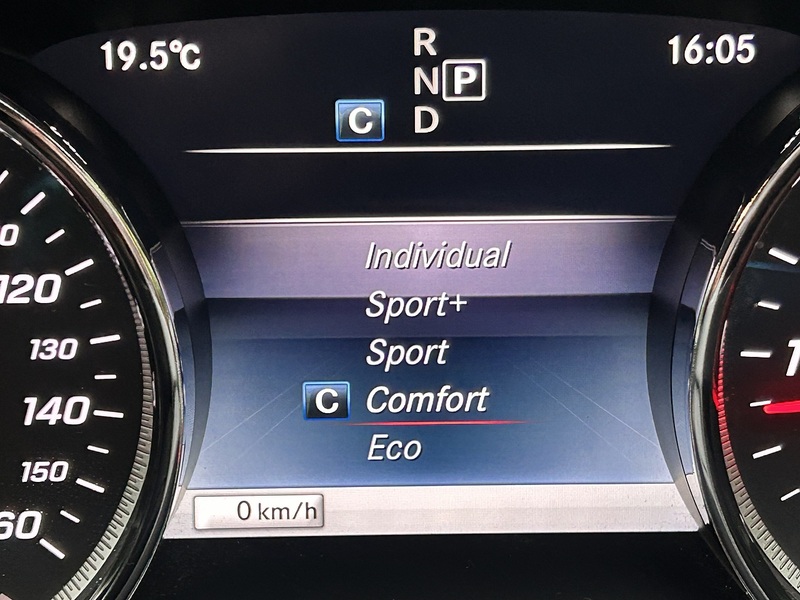 19.5°C
R
16:05
N P
C D
Individual
Sport+
Sport
C Comfort
Eco
0 km/h
120
130
140
150